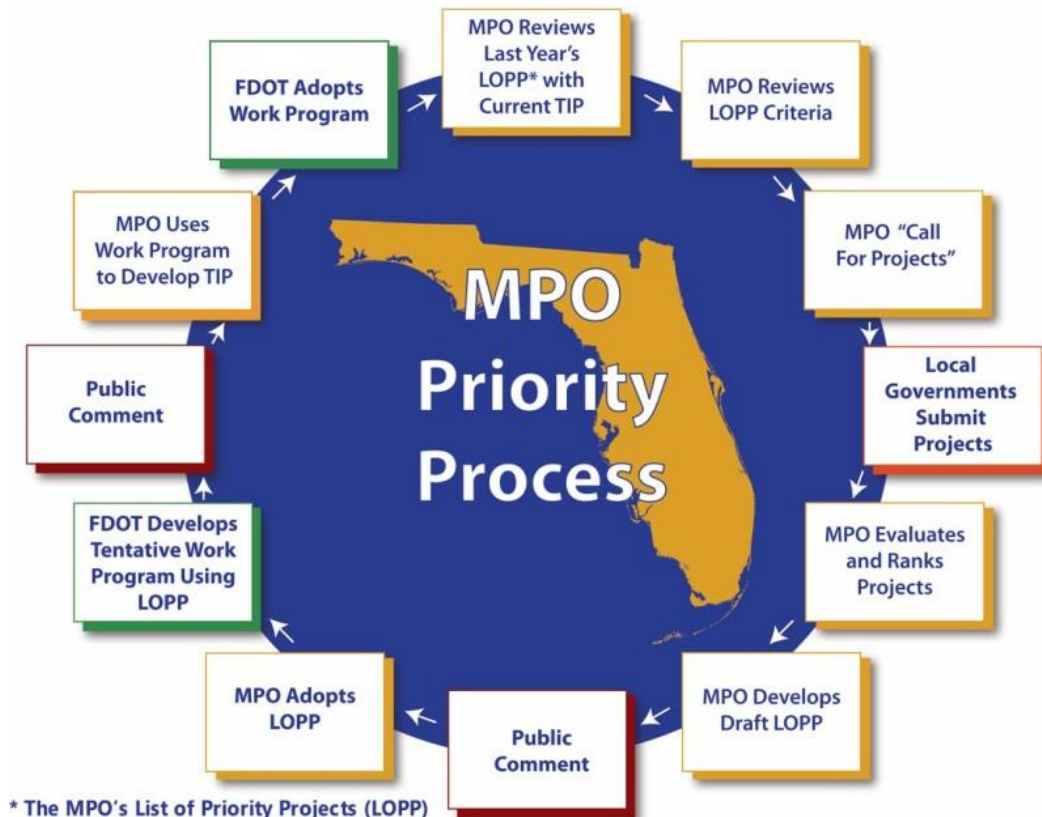 MPO Reviews
Last Year's
LOPP* with
Current TIP
MPO Reviews
LOPP Criteria
MPO “Call
For Projects”
Local
Governments
Submit
Projects
MPO Evaluates
and Ranks
Projects
MPO Develops
Draft LOPP
Public
Comment
MPO Adopts
LOPP
FDOT Develops
Tentative Work
Program Using
LOPP
Public
Comment
MPO Uses
Work Program
to Develop TIP
FDOT Adopts
Work Program
MPO
Priority
Process
* The MPO's List of Priority Projects (LOPP)